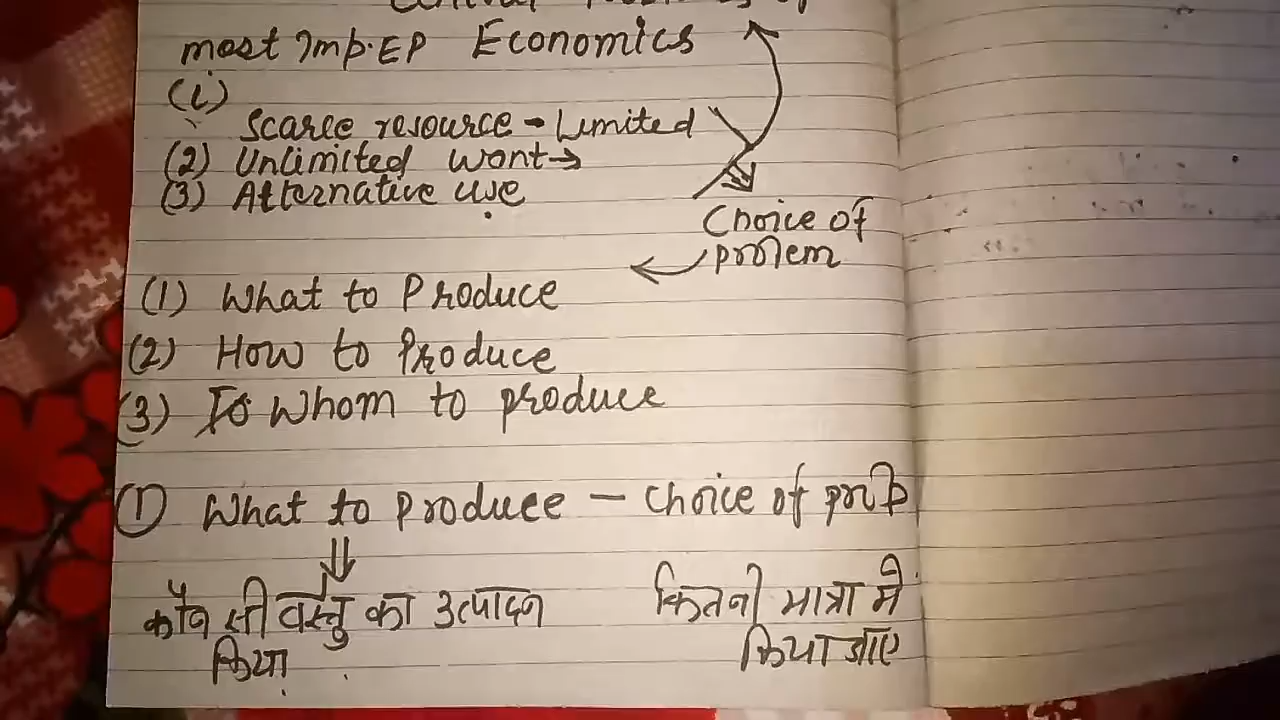 most Imp. EP Economics
(i)
Scarce resource - Limited
(2) Unlimited want →
(3) Alternative use
Choice of
prolem
(1) What to Produce
(2) How to Produce
(3) To Whom to produce
(1) What to produce — choice of
कौन सी वस्तु का उत्पादन कितनी मात्रा मे
किया किया जाए